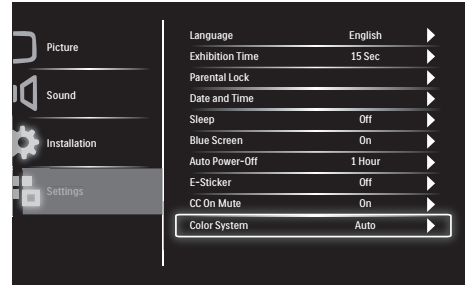 Picture
Sound
Installation
Settings
Language English
Exhibition Time 15 Sec
Parental Lock
Date and Time
Sleep Off
Blue Screen On
Auto Power-Off 1 Hour
E-Sticker Off
CC On Mute On
Color System Auto